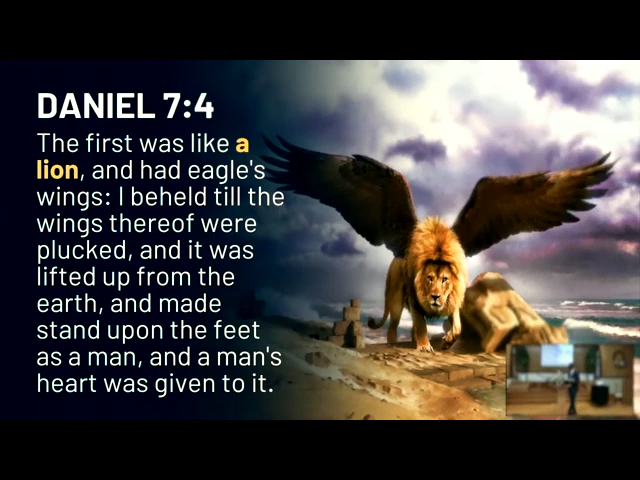 DANIEL 7:4
The first was like a
lion, and had eagle's
wings: I beheld till the
wings thereof were
plucked, and it was
lifted up from the
earth, and made
stand upon the feet
as a man, and a man's
heart was given to it.